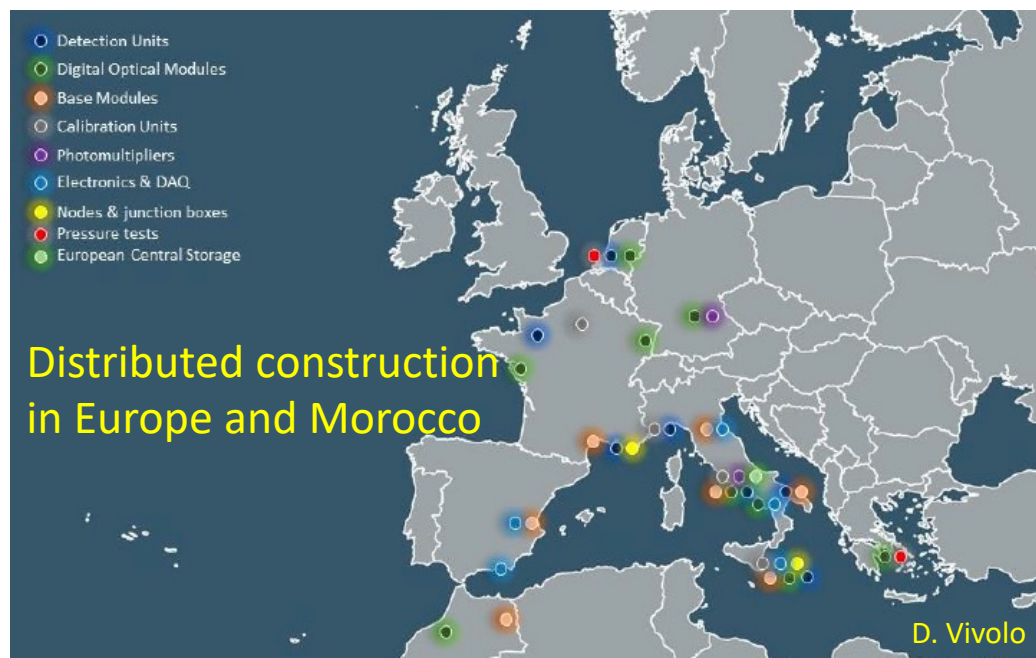 Detection Units
Digital Optical Modules
Base Modules
Calibration Units
Photomultipliers
Electronics & DAQ
Nodes & junction boxes
Pressure tests
European Central Storage
Distributed construction
in Europe and Morocco
D. Vivolo